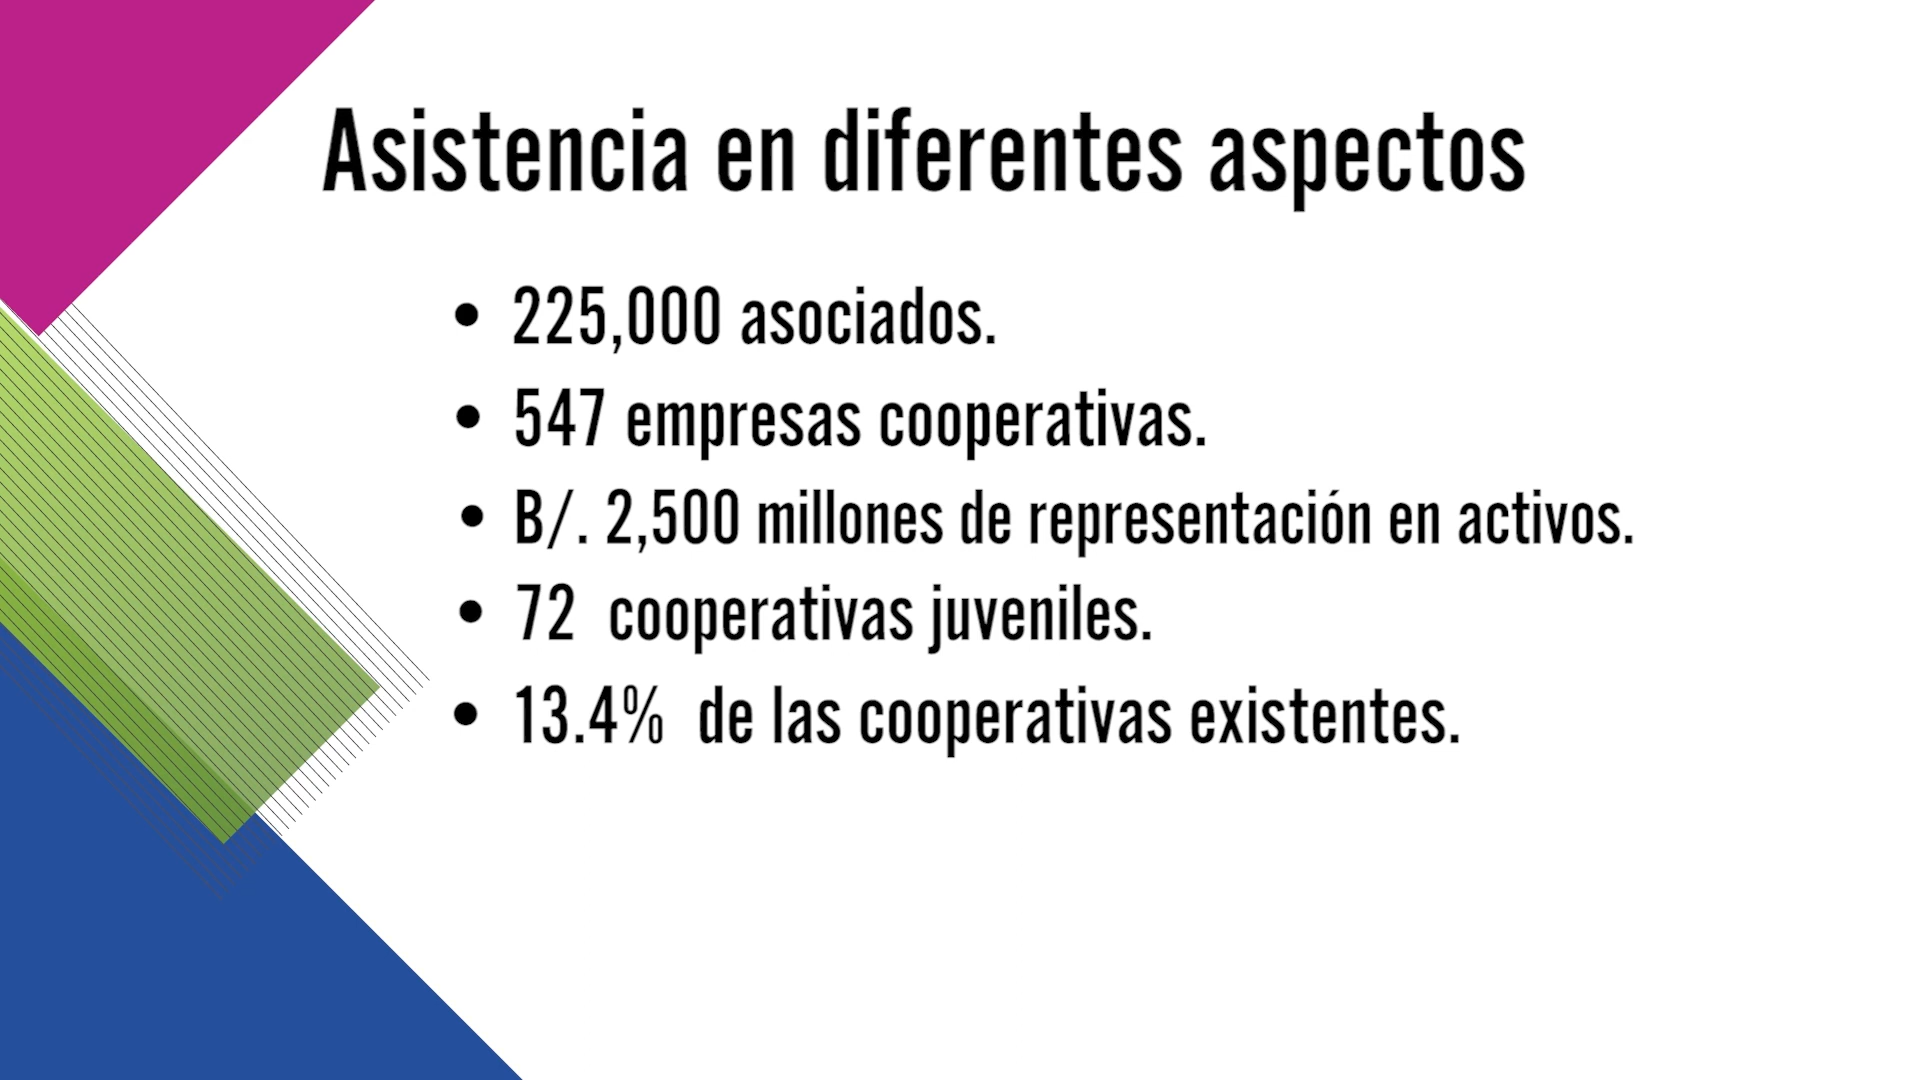 Asistencia en diferentes aspectos
• 225,000 asociados.
• 547 empresas cooperativas.
• B/. 2,500 millones de representación en activos.
• 72 cooperativas juveniles.
• 13.4% de las cooperativas existentes.